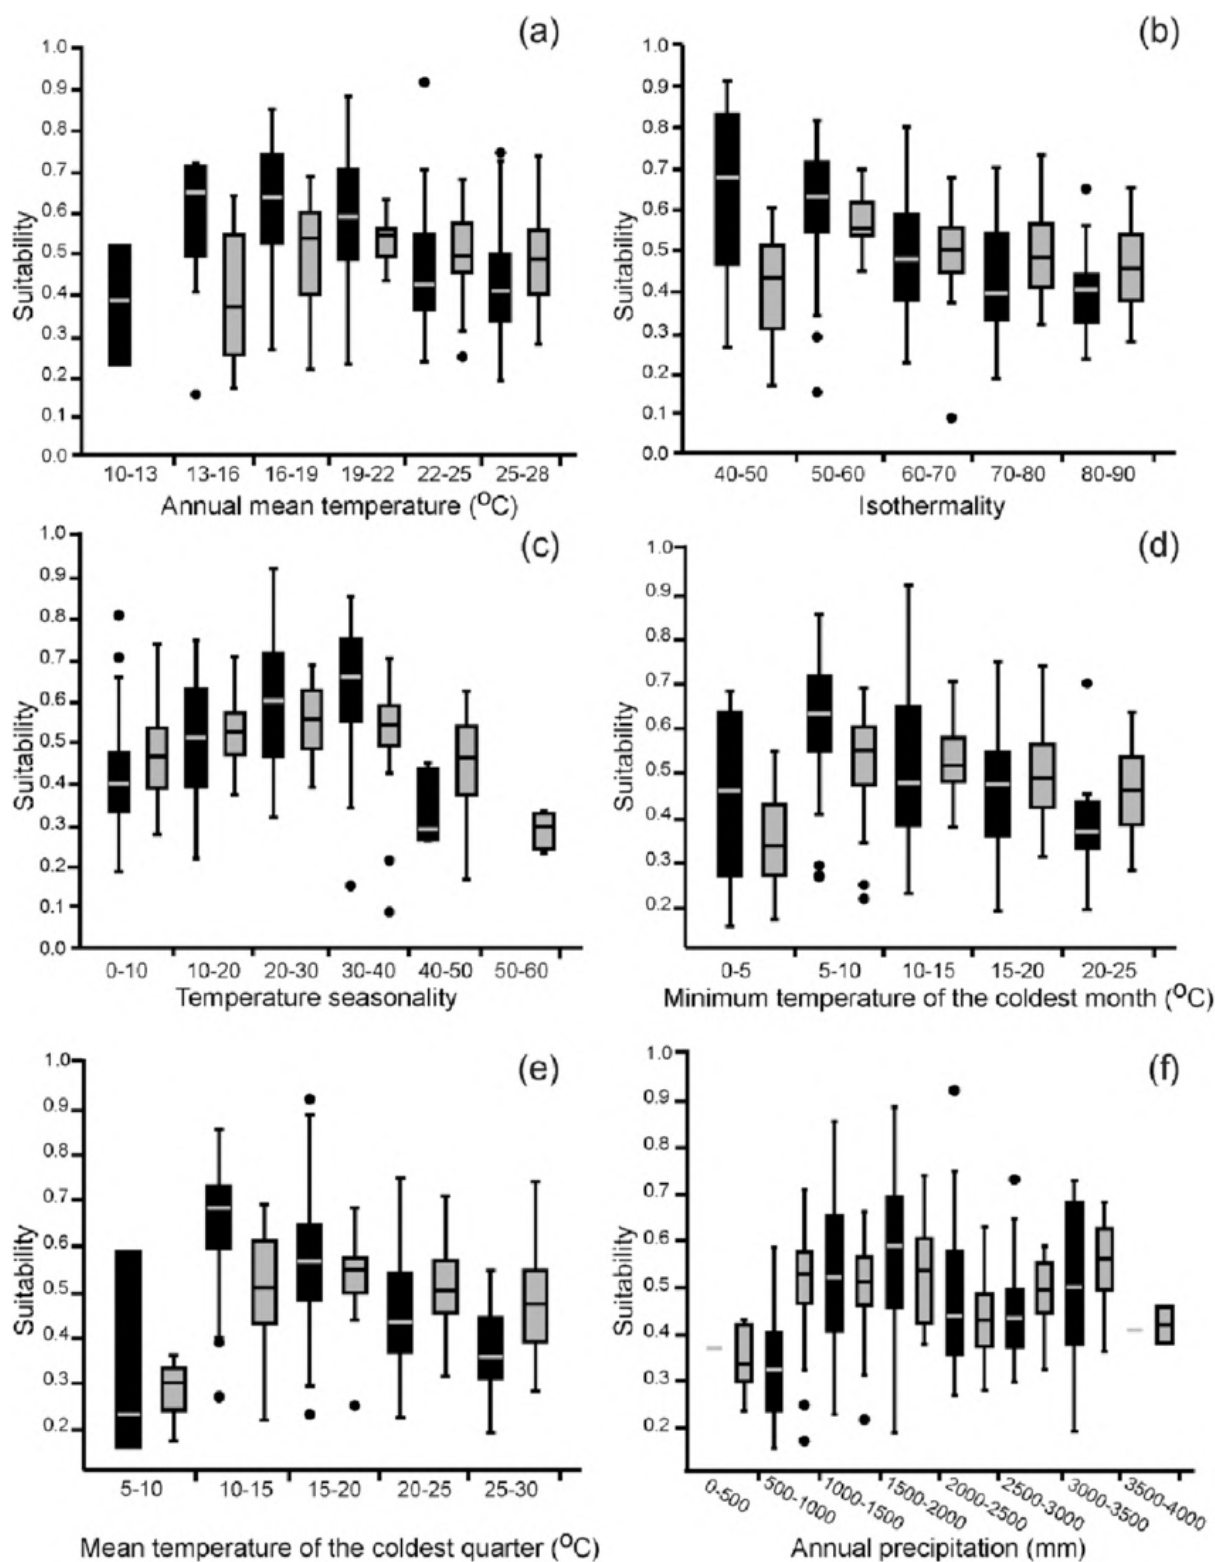 (a)
1.0
0.9
0.8
0.7
0.6
0.5
0.4
0.3
0.2
0.1
0.0
Suitability
10-13 13-16 16-19 19-22 22-25 25-28
Annual mean temperature (°C)
(b)
1.0
0.9
0.8
0.7
0.6
0.5
0.4
0.3
0.2
0.1
0.0
Suitability
40-50 50-60 60-70 70-80 80-90
Isothermality
(c)
1.0
0.9
0.8
0.7
0.6
0.5
0.4
0.3
0.2
0.1
0.0
Suitability
0-10 10-20 20-30 30-40 40-50 50-60
Temperature seasonality
(d)
1.0
0.9
0.8
0.7
0.6
0.5
0.4
0.3
0.2
Suitability
0-5 5-10 10-15 15-20 20-25
Minimum temperature of the coldest month (°C)
(e)
1.0
0.9
0.8
0.7
0.6
0.5
0.4
0.3
0.2
Suitability
5-10 10-15 15-20 20-25 25-30
Mean temperature of the coldest quarter (°C)
(f)
1.0
0.9
0.8
0.7
0.6
0.5
0.4
0.3
0.2
Suitability
0-500 500-1000 1000-1500 1500-2000 2000-2500 2500-3000 3000-3500 3500-4000
Annual precipitation (mm)